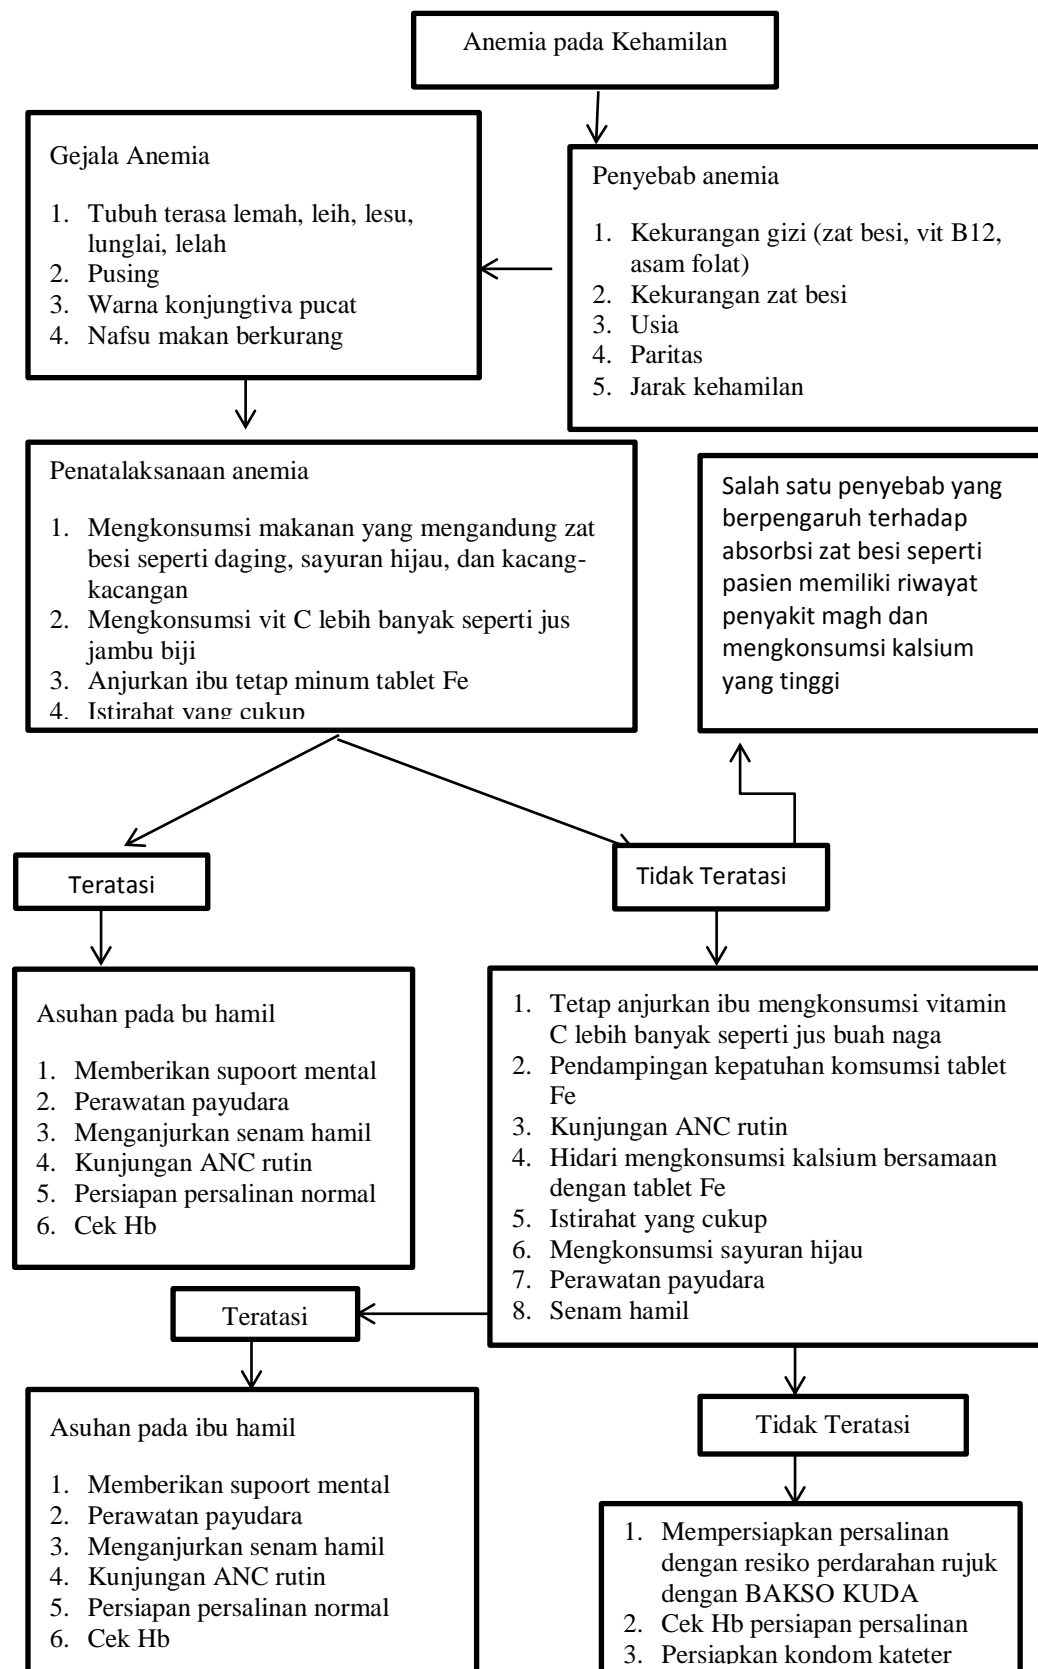 Anemia pada Kehamilan
Gejala Anemia
1. Tubuh terasa lemah, leih, lesu,
lunglai, lelah
2. Pusing
3. Warna konjungtiva pucat
4. Nafsu makan berkurang
Penyebab anemia
1. Kekurangan gizi (zat besi, vit B12,
asam folat)
2. Kekurangan zat besi
3. Usia
4. Paritas
5. Jarak kehamilan
Penatalaksanaan anemia
1. Mengkonsumsi makanan yang mengandung zat
besi seperti daging, sayuran hijau, dan kacang-
kacangan
2. Mengkonsumsi vit C lebih banyak seperti jus
jambu biji
3. Anjurkan ibu tetap minum tablet Fe
4. Istirahat yang cukup
Salah satu penyebab yang
berpengaruh terhadap
absorbsi zat besi seperti
pasien memiliki riwayat
penyakit magh dan
mengkonsumsi kalsium
yang tinggi
Teratasi
Tidak Teratasi
Asuhan pada bu hamil
1. Memberikan supoort mental
2. Perawatan payudara
3. Menganjurkan senam hamil
4. Kunjungan ANC rutin
5. Persiapan persalinan normal
6. Cek Hb
1. Tetap anjurkan ibu mengkonsumsi vitamin
C lebih banyak seperti jus buah naga
2. Pendampingan kepatuhan komsumsi tablet
Fe
3. Kunjungan ANC rutin
4. Hidari mengkonsumsi kalsium bersamaan
dengan tablet Fe
5. Istirahat yang cukup
6. Mengkonsumsi sayuran hijau
7. Perawatan payudara
8. Senam hamil
Teratasi
Tidak Teratasi
Asuhan pada ibu hamil
1. Memberikan supoort mental
2. Perawatan payudara
3. Menganjurkan senam hamil
4. Kunjungan ANC rutin
5. Persiapan persalinan normal
6. Cek Hb
1. Mempersiapkan persalinan
dengan resiko perdarahan rujuk
dengan BAKSO KUDA
2. Cek Hb persiapan persalinan
3. Persiapkan kondom kateter